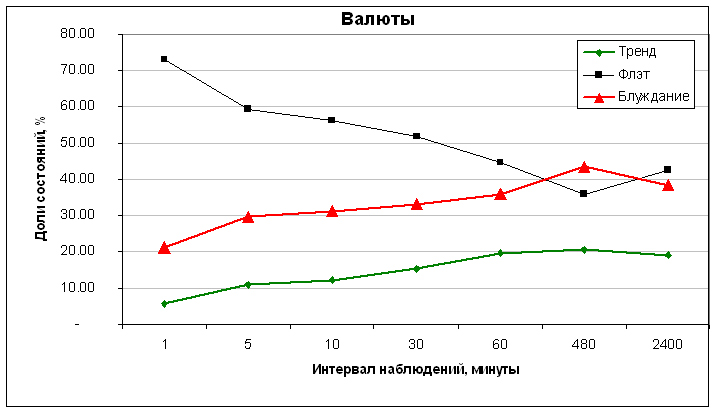 Валюты
80.00
70.00
60.00
50.00
40.00
30.00
20.00
10.00
-
Доли состояний, %
Тренд
Флэт
Блуждание
1 5 10 30 60 480 2400
Интервал наблюдений, минуты